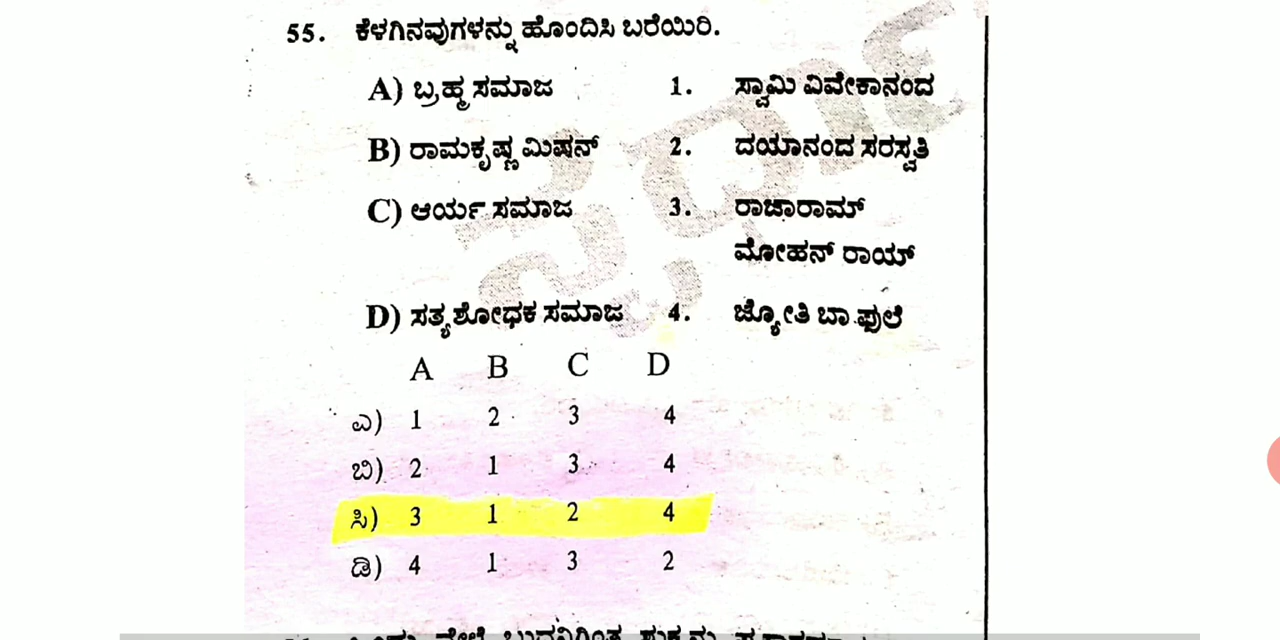 55. ಕೆಳಗಿನವುಗಳನ್ನು ಹೊಂದಿಸಿ ಬರೆಯಿರಿ.
A) ಬ್ರಹ್ಮ ಸಮಾಜ 1. ಸ್ವಾಮಿ ವಿವೇಕಾನಂದ
B) ರಾಮಕೃಷ್ಣ ಮಿಷನ್ 2. ದಯಾನಂದ ಸರಸ್ವತಿ
C) ಆರ್ಯ ಸಮಾಜ 3. ರಾಜಾರಾಮ್
ಮೋಹನ್ ರಾಯ್
D) ಸತ್ಯಶೋಧಕ ಸಮಾಜ 4. ಜ್ಯೋತಿ ಬಾ ಫುಲೆ
A B C D
ಎ) 1 2 3 4
ಬಿ) 2 1 3 4
ಸಿ) 3 1 2 4
ಡಿ) 4 1 3 2